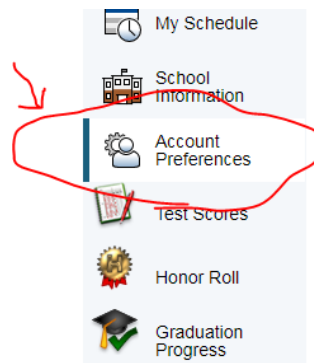 My Schedule
School
Information
Account
Preferences
Test Scores
Honor Roll
Graduation
Progress